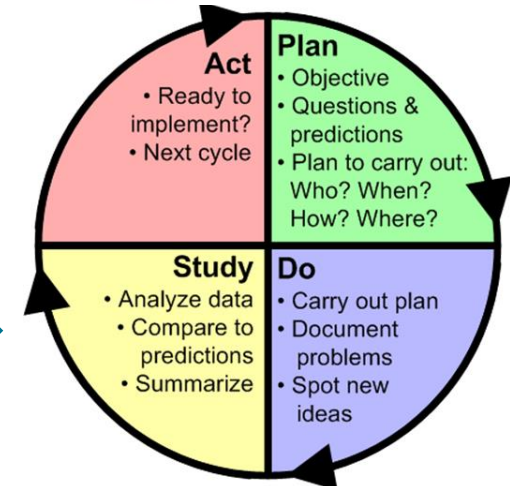 Plan
• Objective
• Questions &
predictions
• Plan to carry out:
Who? When?
How? Where?
Do
• Carry out plan
• Document
problems
• Spot new
ideas
Study
• Analyze data
• Compare to
predictions
• Summarize
Act
• Ready to
implement?
• Next cycle